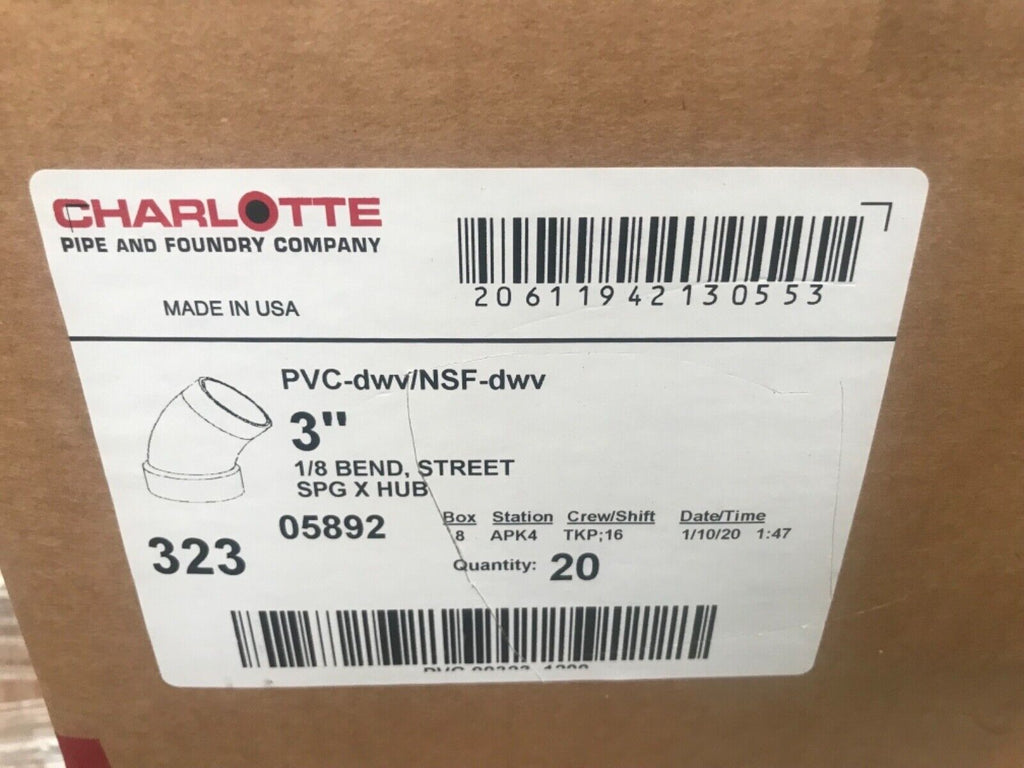 CHARLOTTE
PIPE AND FOUNDRY COMPANY
MADE IN USA
20611942130553
PVC-dwv/NSF-dwv
3"
1/8 BEND, STREET
SPG X HUB
05892
323
Box Station Crew/Shift Date/Time
8 APK4 TKP;16 1/10/20 1:47
Quantity: 20